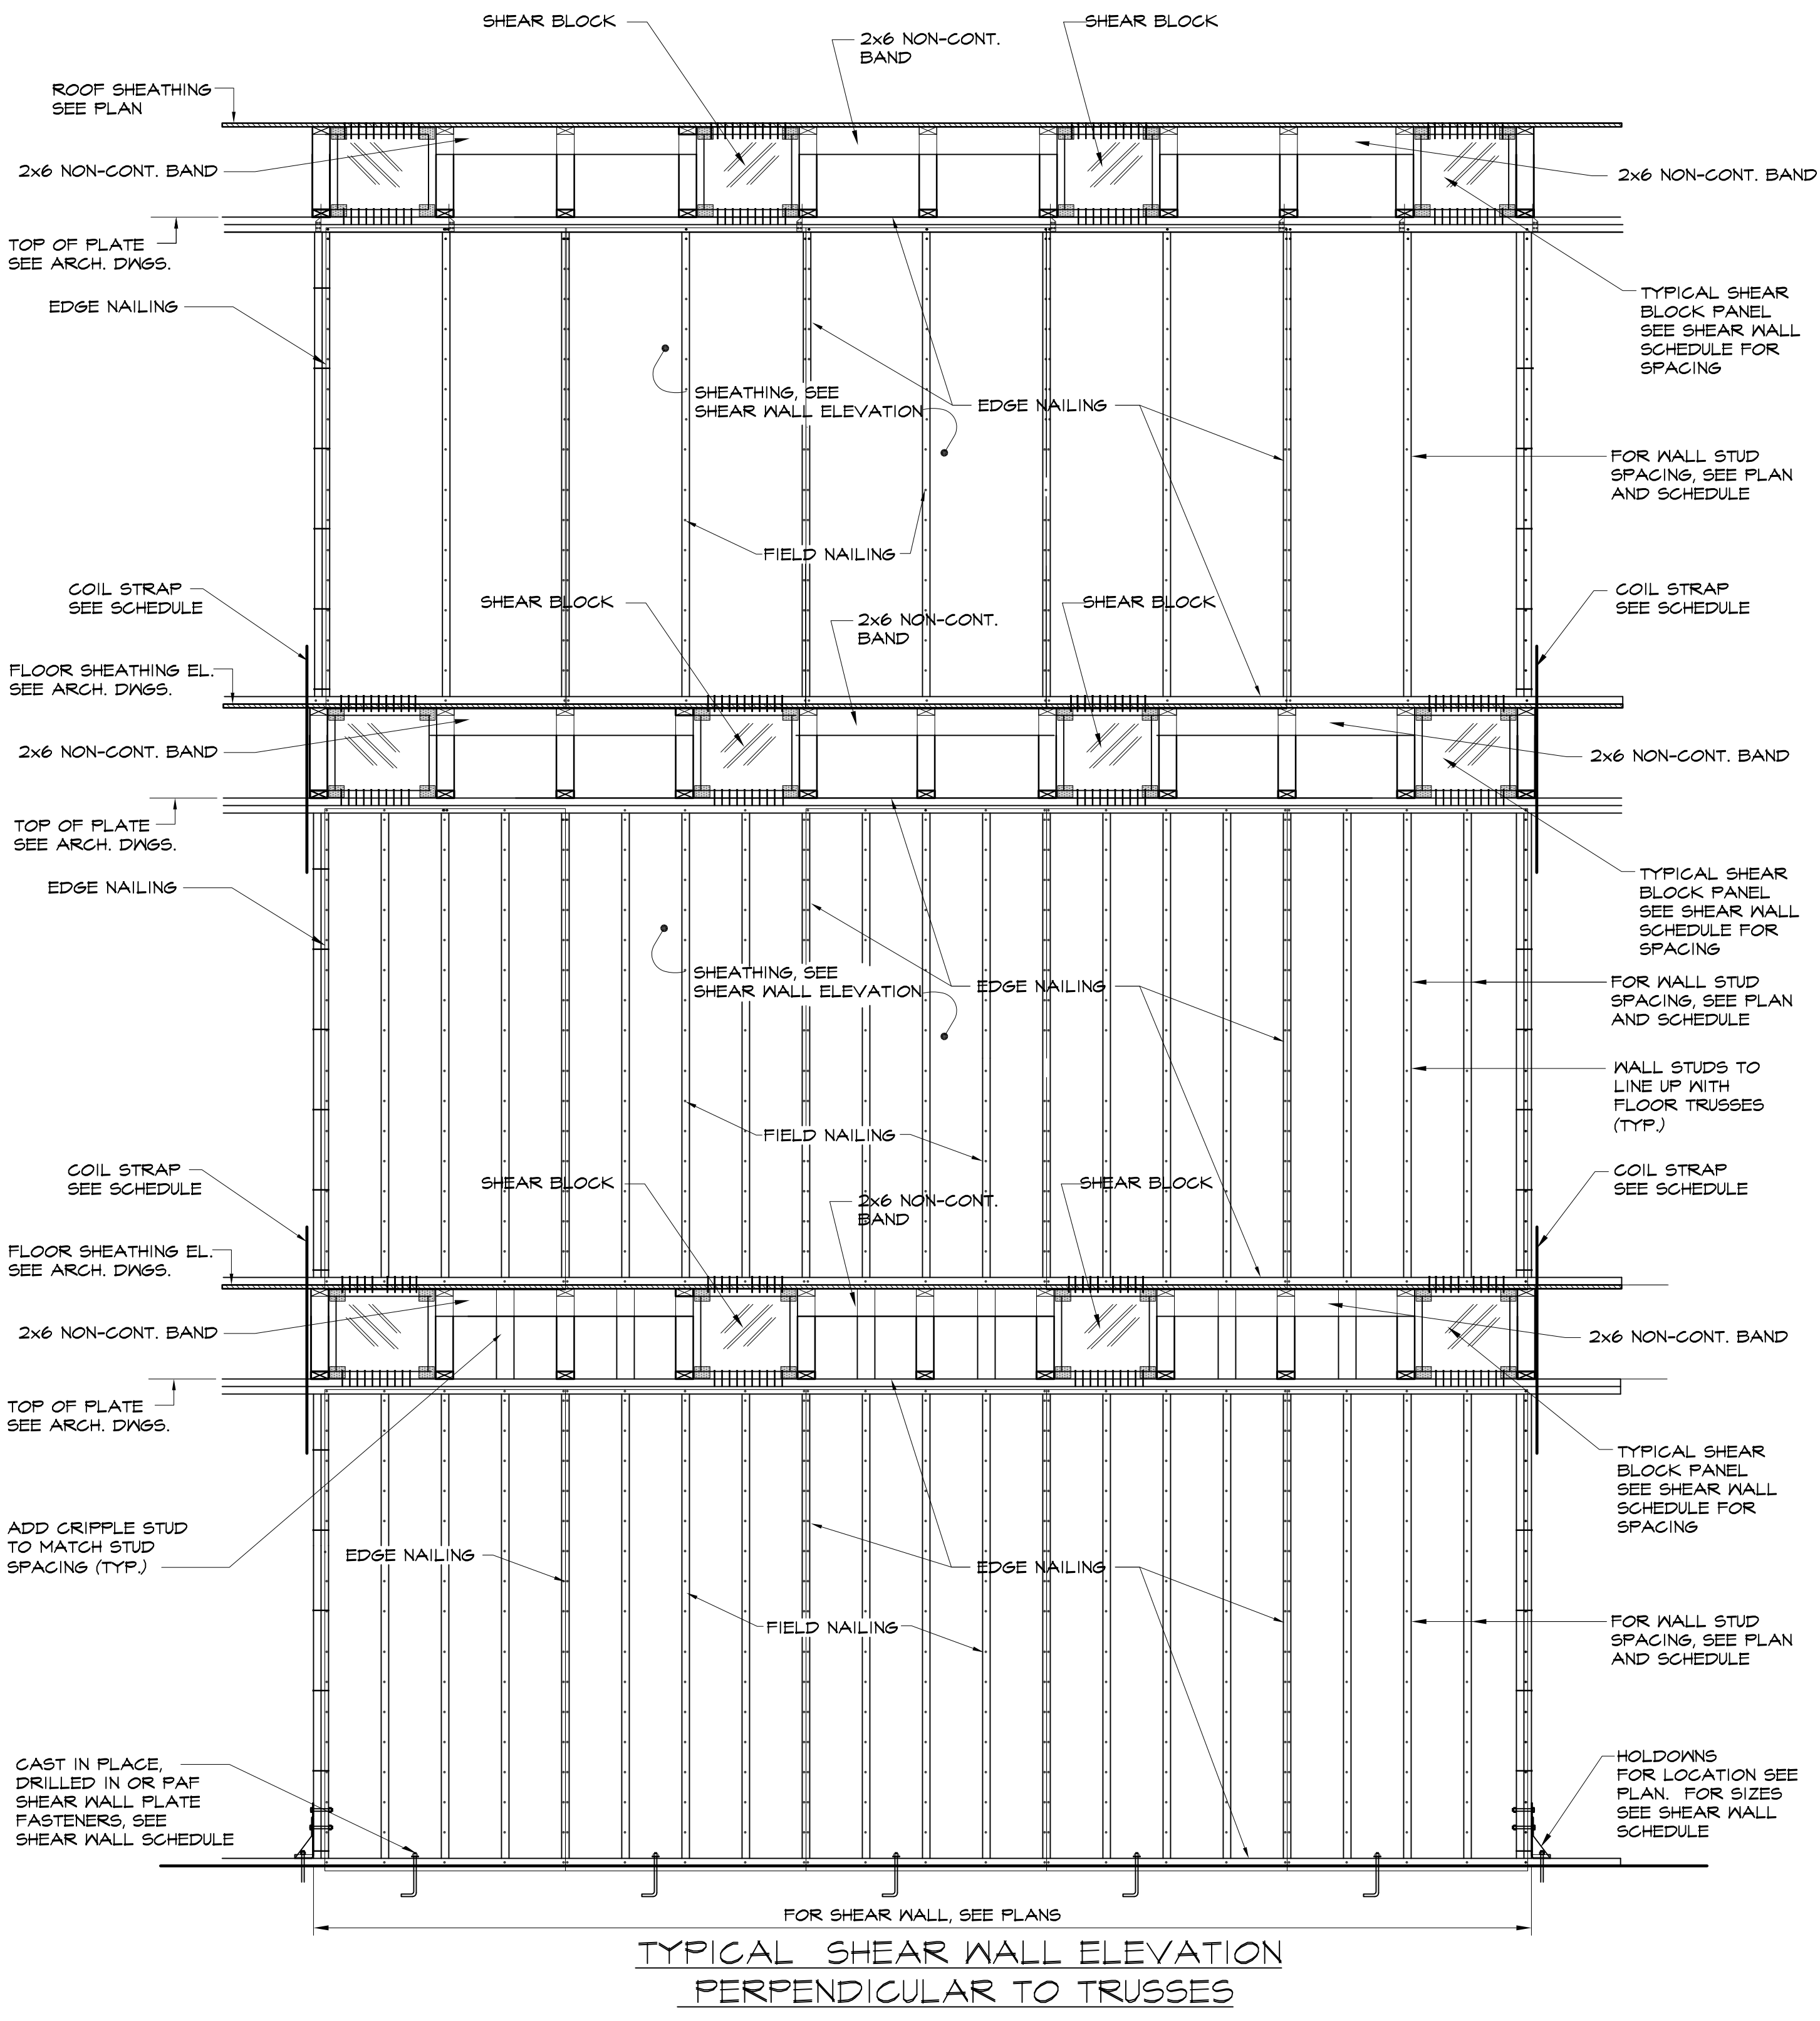 SHEAR BLOCK
SHEAR BLOCK
2x6 NON-CONT.
BAND
ROOF SHEATHING
SEE PLAN
2x6 NON-CONT. BAND
2x6 NON-CONT. BAND
TOP OF PLATE
SEE ARCH. DWGS.
EDGE NAILING
TYPICAL SHEAR
BLOCK PANEL
SEE SHEAR WALL
SCHEDULE FOR
SPACING
SHEATHING, SEE
SHEAR WALL ELEVATION
EDGE NAILING
FOR WALL STUD
SPACING, SEE PLAN
AND SCHEDULE
FIELD NAILING
COIL STRAP
SEE SCHEDULE
SHEAR BLOCK
2x6 NON-CONT.
BAND
SHEAR BLOCK
COIL STRAP
SEE SCHEDULE
FLOOR SHEATHING EL.
SEE ARCH. DWGS.
2x6 NON-CONT. BAND
2x6 NON-CONT. BAND
TOP OF PLATE
SEE ARCH. DWGS.
EDGE NAILING
TYPICAL SHEAR
BLOCK PANEL
SEE SHEAR WALL
SCHEDULE FOR
SPACING
SHEATHING, SEE
SHEAR WALL ELEVATION
EDGE NAILING
FOR WALL STUD
SPACING, SEE PLAN
AND SCHEDULE
WALL STUDS TO
LINE UP WITH
FLOOR TRUSSES
(TYP.)
FIELD NAILING
COIL STRAP
SEE SCHEDULE
SHEAR BLOCK
2x6 NON-CONT.
BAND
SHEAR BLOCK
COIL STRAP
SEE SCHEDULE
FLOOR SHEATHING EL.
SEE ARCH. DWGS.
2x6 NON-CONT. BAND
2x6 NON-CONT. BAND
TOP OF PLATE
SEE ARCH. DWGS.
TYPICAL SHEAR
BLOCK PANEL
SEE SHEAR WALL
SCHEDULE FOR
SPACING
ADD CRIPPLE STUD
TO MATCH STUD
SPACING (TYP.)
EDGE NAILING
EDGE NAILING
FIELD NAILING
FOR WALL STUD
SPACING, SEE PLAN
AND SCHEDULE
CAST IN PLACE,
DRILLED IN OR PAF
SHEAR WALL PLATE
FASTENERS, SEE
SHEAR WALL SCHEDULE
HOLDOWNS
FOR LOCATION SEE
PLAN. FOR SIZES
SEE SHEAR WALL
SCHEDULE
FOR SHEAR WALL, SEE PLANS
TYPICAL SHEAR WALL ELEVATION
PERPENDICULAR TO TRUSSES